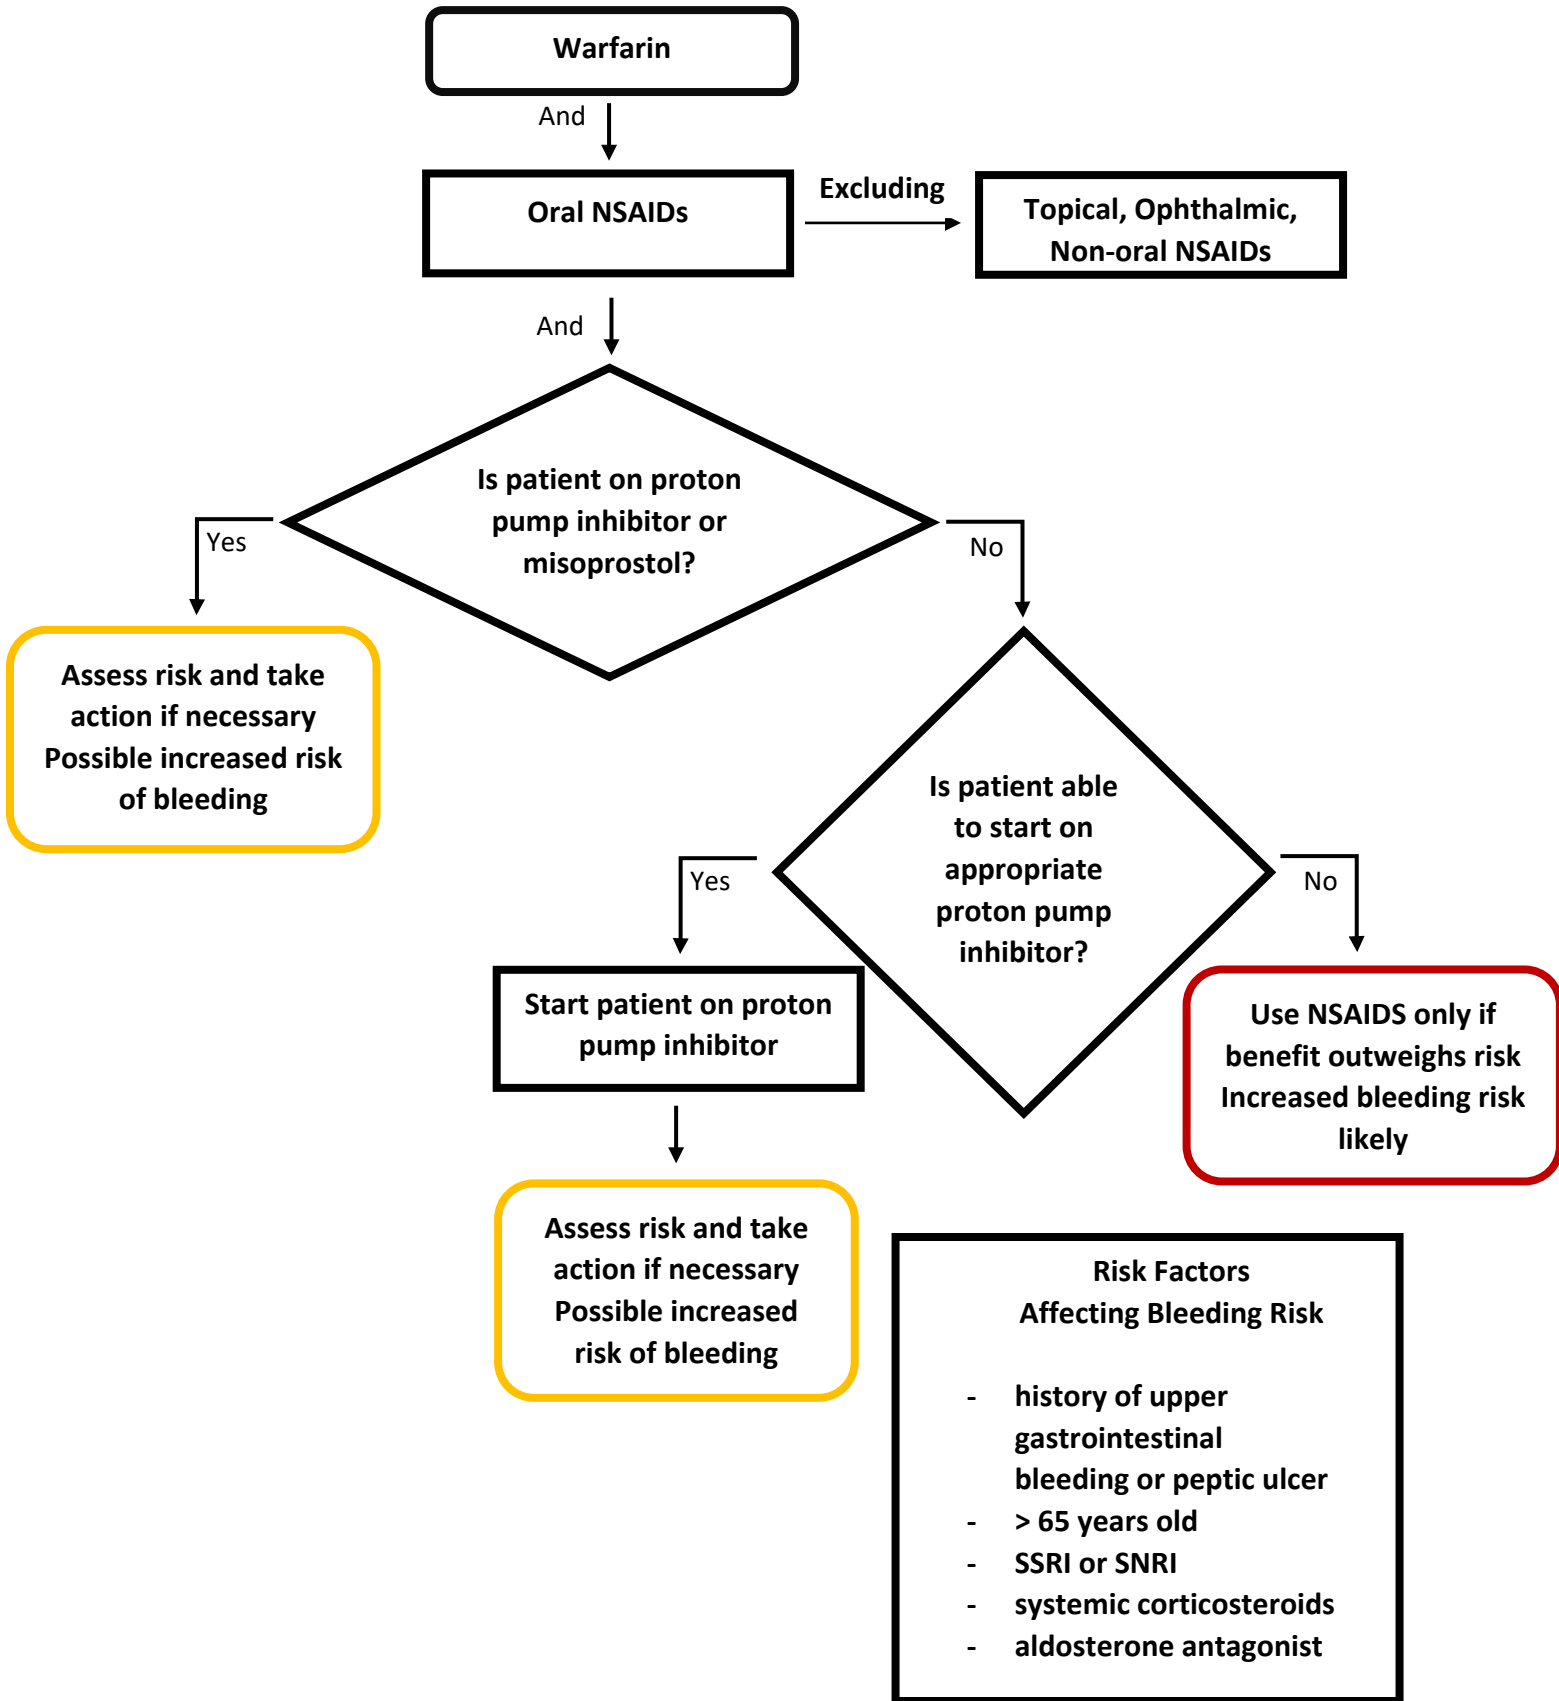 Warfarin
And
Oral NSAIDs
Excluding
Topical, Ophthalmic,
Non-oral NSAIDs
And
Is patient on proton
pump inhibitor or
misoprostol?
Yes
No
Assess risk and take
action if necessary
Possible increased risk
of bleeding
Is patient able
to start on
appropriate
proton pump
inhibitor?
Yes
No
Start patient on proton
pump inhibitor
Use NSAIDS only if
benefit outweighs risk
Increased bleeding risk
likely
Assess risk and take
action if necessary
Possible increased
risk of bleeding
Risk Factors
Affecting Bleeding Risk
- history of upper
gastrointestinal
bleeding or peptic ulcer
- > 65 years old
- SSRI or SNRI
- systemic corticosteroids
- aldosterone antagonist